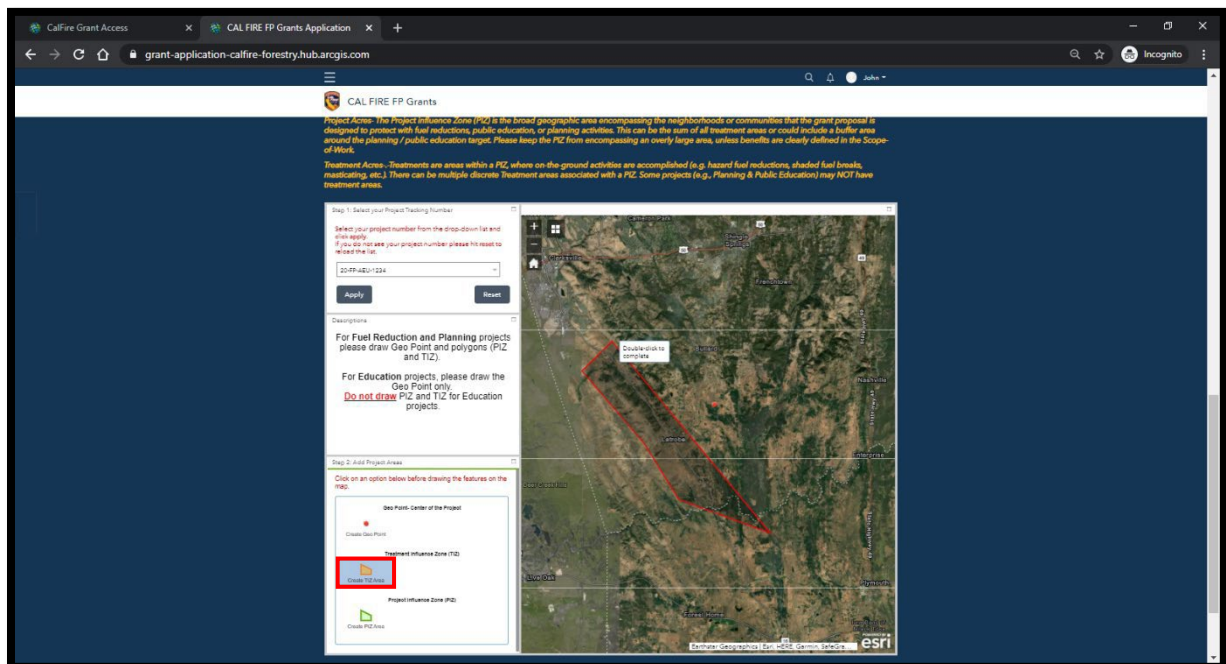 CalFire Grant Access
CAL FIRE FP Grants Application
grant-application-calfire-forestry.hub.arcgis.com
Incognito
John
CAL FIRE FP Grants
Project Acres- The Project Influence Zone (PIZ) is the broad geographic area encompassing the neighborhoods or communities that the grant proposal is
designed to protect with fuel reductions, public education, or planning activities. This can be the sum of all treatment areas or could include a buffer area
around the planning / public education target. Please keep the PIZ from encompassing an overly large area, unless benefits are clearly defined in the Scope-
of-Work.
Treatment Acres-. Treatments are areas within a PIZ, where on-the-ground activities are accomplished (e.g. hazard fuel reductions, shaded fuel breaks,
masticating, etc.). There can be multiple discrete Treatment areas associated with a PIZ. Some projects (e.g., Planning & Public Education) may NOT have
treatment areas.
Step 1: Select your Project Tracking Number
Select your project number from the drop-down list and
click apply.
If you do not see your project number please hit reset to
reload the list.
20-FP-AEU-1234
Apply
Reset
Descriptions
For Fuel Reduction and Planning projects
please draw Geo Point and polygons (PIZ
and TIZ).
For Education projects, please draw the
Geo Point only.
Do not draw PIZ and TIZ for Education
projects.
Step 2: Add Project Areas
Click on an option below before drawing the features on the
map.
Geo Point- Center of the Project
Create Geo Point
Treatment Influence Zone (TIZ)
Create TIZ Area
Project Influence Zone (PIZ)
Create PIZ Area
Cameron Park
Shingle
Springs
Clarksville
Frenchtown
Double-click to
complete
Nashville
Latrobe
Enterprise
Live Oak
Plymouth
Forest Home
Earthstar Geographics | Esri, HERE, Garmin, SafeGra...
POWERED BY
esri